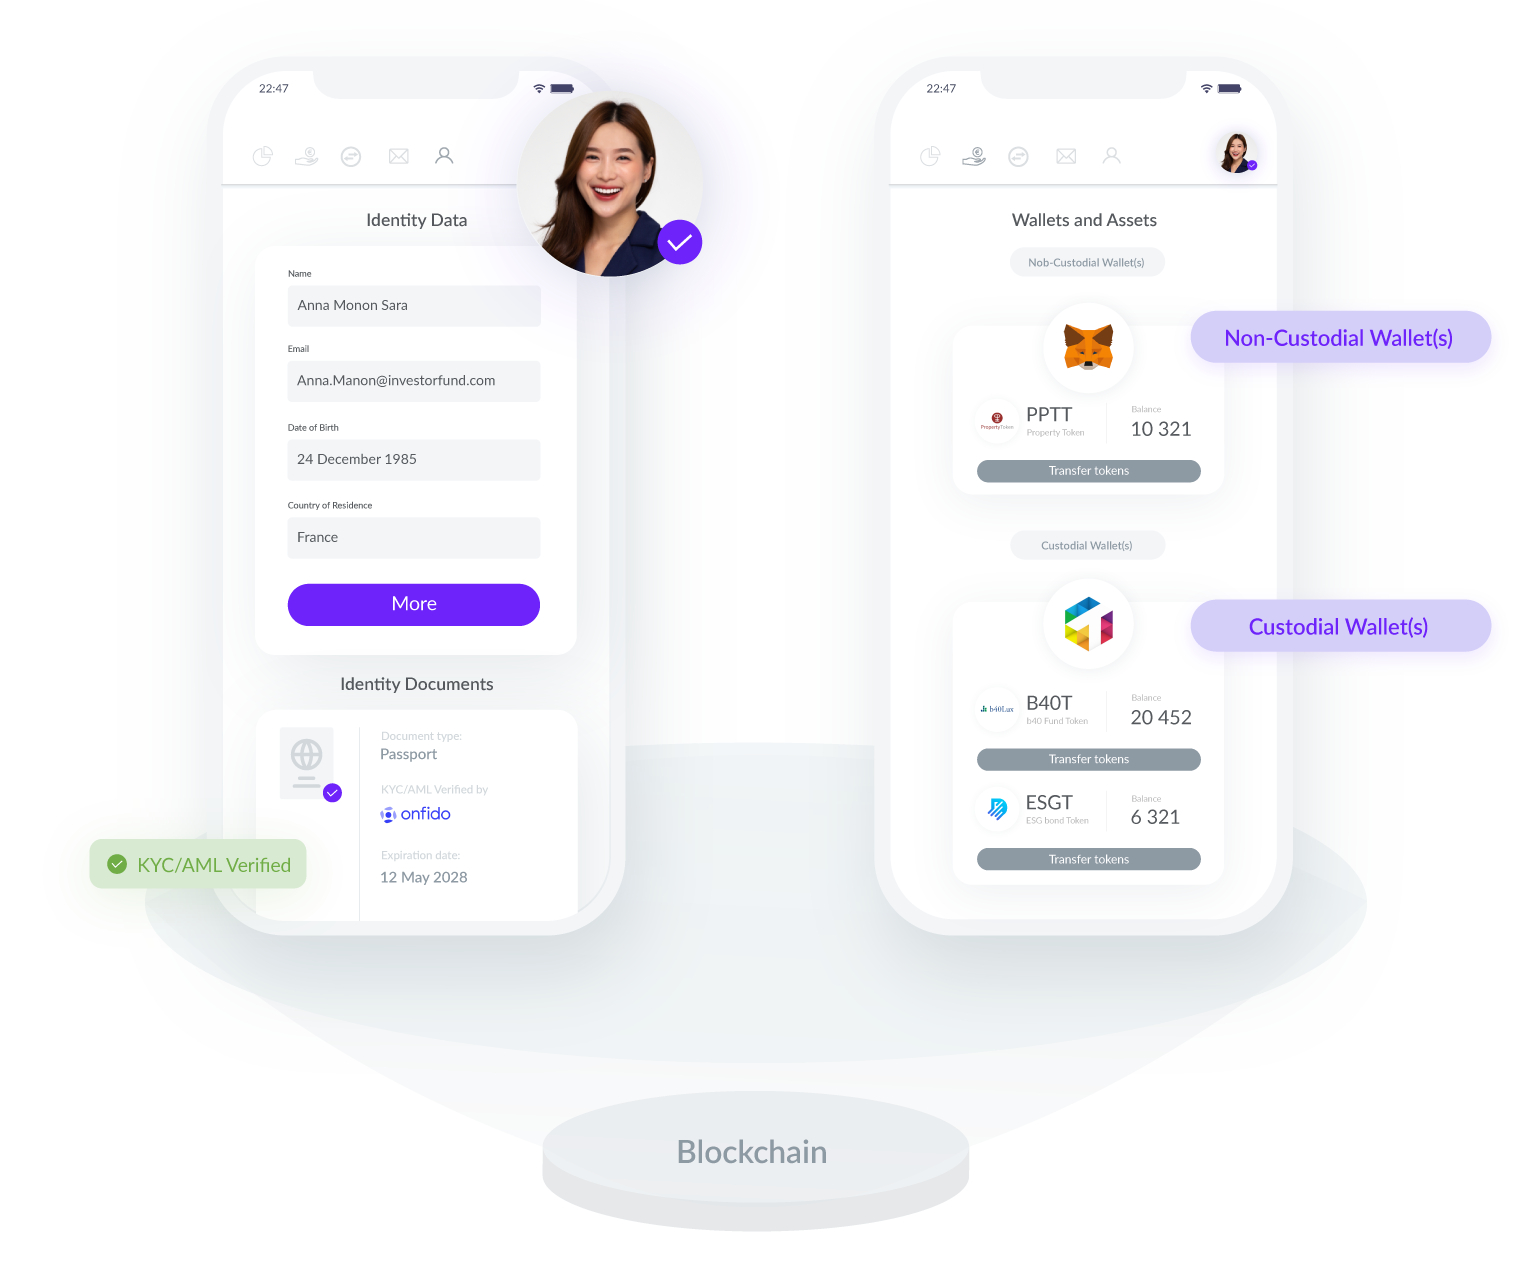 22:47
Identity Data
Name
Anna Monon Sara
Email
Anna.Manon@investorfund.com
Date of Birth
24 December 1985
Country of Residence
France
More
Identity Documents
Document type:
Passport
KYC/AML Verified by
onfido
Expiration date:
12 May 2028
KYC/AML Verified
22:47
Wallets and Assets
Nob-Custodial Wallet(s)
Non-Custodial Wallet(s)
PropertyToken
PPTT
Property Token
Balance
10 321
Transfer tokens
Custodial Wallet(s)
Custodial Wallet(s)
b40Lux
B40T
b40 Fund Token
Balance
20 452
Transfer tokens
ESGT
ESG bond Token
Balance
6 321
Transfer tokens
Blockchain